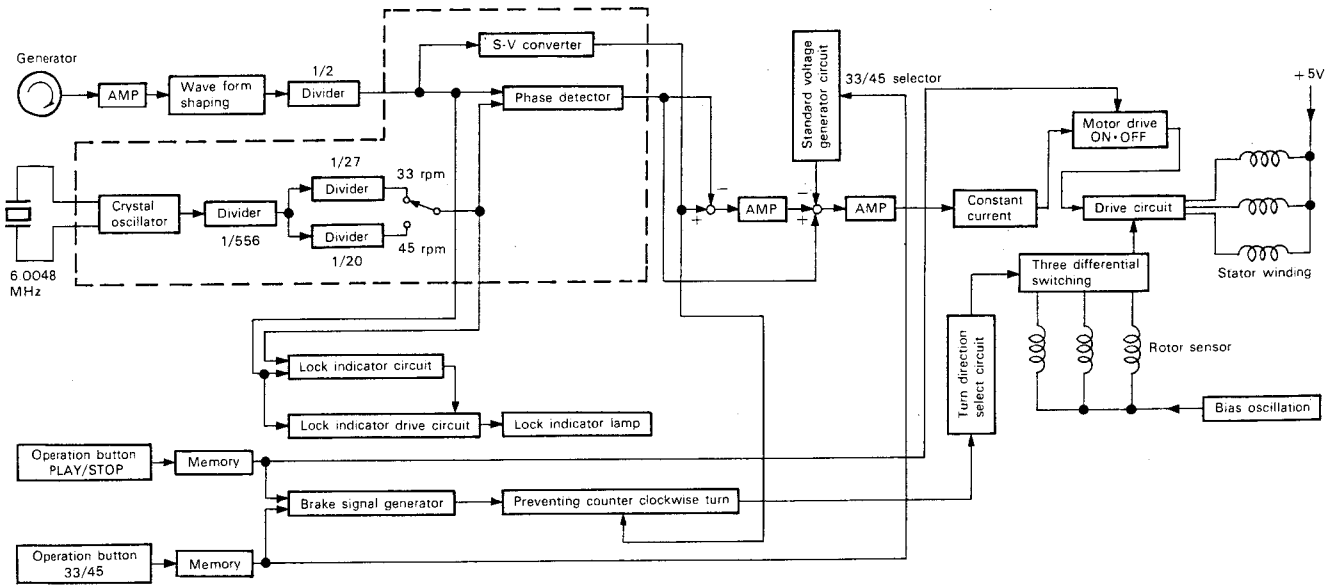 Generator
AMP
Wave form
shaping
1/2
Divider
S-V converter
Phase detector
Standard voltage
generator circuit
33/45 selector
+5V
Motor drive
ON•OFF
6.0048
MHz
Crystal
oscillator
Divider
1/556
1/27
Divider
33 rpm
Divider
1/20
45 rpm
−
+
AMP
−
+
+
AMP
Constant
current
Drive circuit
Stator winding
Three differential
switching
Rotor sensor
Bias oscillation
Turn direction
select circuit
Lock indicator circuit
Lock indicator drive circuit
Lock indicator lamp
Operation button
PLAY/STOP
Memory
Brake signal generator
Preventing counter clockwise turn
Operation button
33/45
Memory